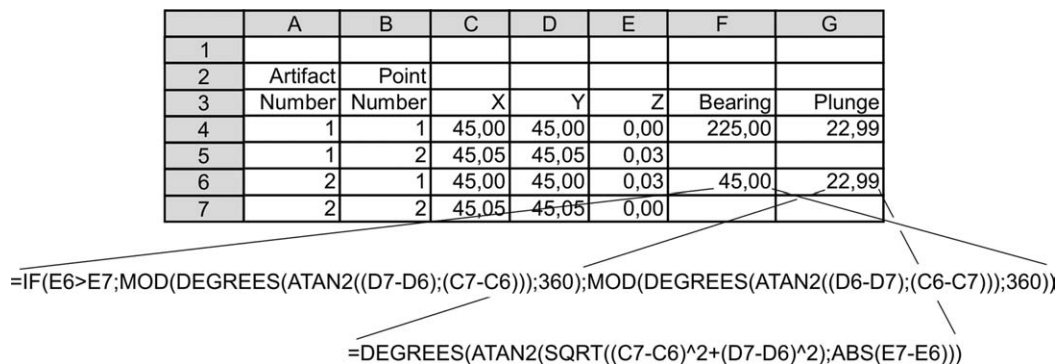 A B C D E F G
1
2 Artifact Point
3 Number Number X Y Z Bearing Plunge
4 1 1 45,00 45,00 0,00 225,00 22,99
5 1 2 45,05 45,05 0,03
6 2 1 45,00 45,00 0,03 45,00 22,99
7 2 2 45,05 45,05 0,00
=IF(E6>E7;MOD(DEGREES(ATAN2((D7-D6);(C7-C6)));360);MOD(DEGREES(ATAN2((D6-D7);(C6-C7)));360))
=DEGREES(ATAN2(SQRT((C7-C6)^2+(D7-D6)^2);ABS(E7-E6)))